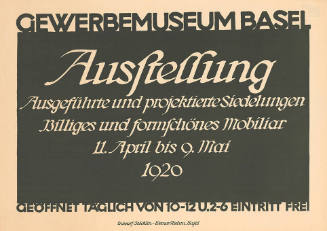 GEWERBEMUSEUM BASEL
Ausstellung
Ausgeführte und projektierte Siedelungen
Billiges und formschönes Mobiliar
11. April bis 9. Mai
1920
GEÖFFNET TÄGLICH VON 10-12 U. 2-6 EINTRITT FREI